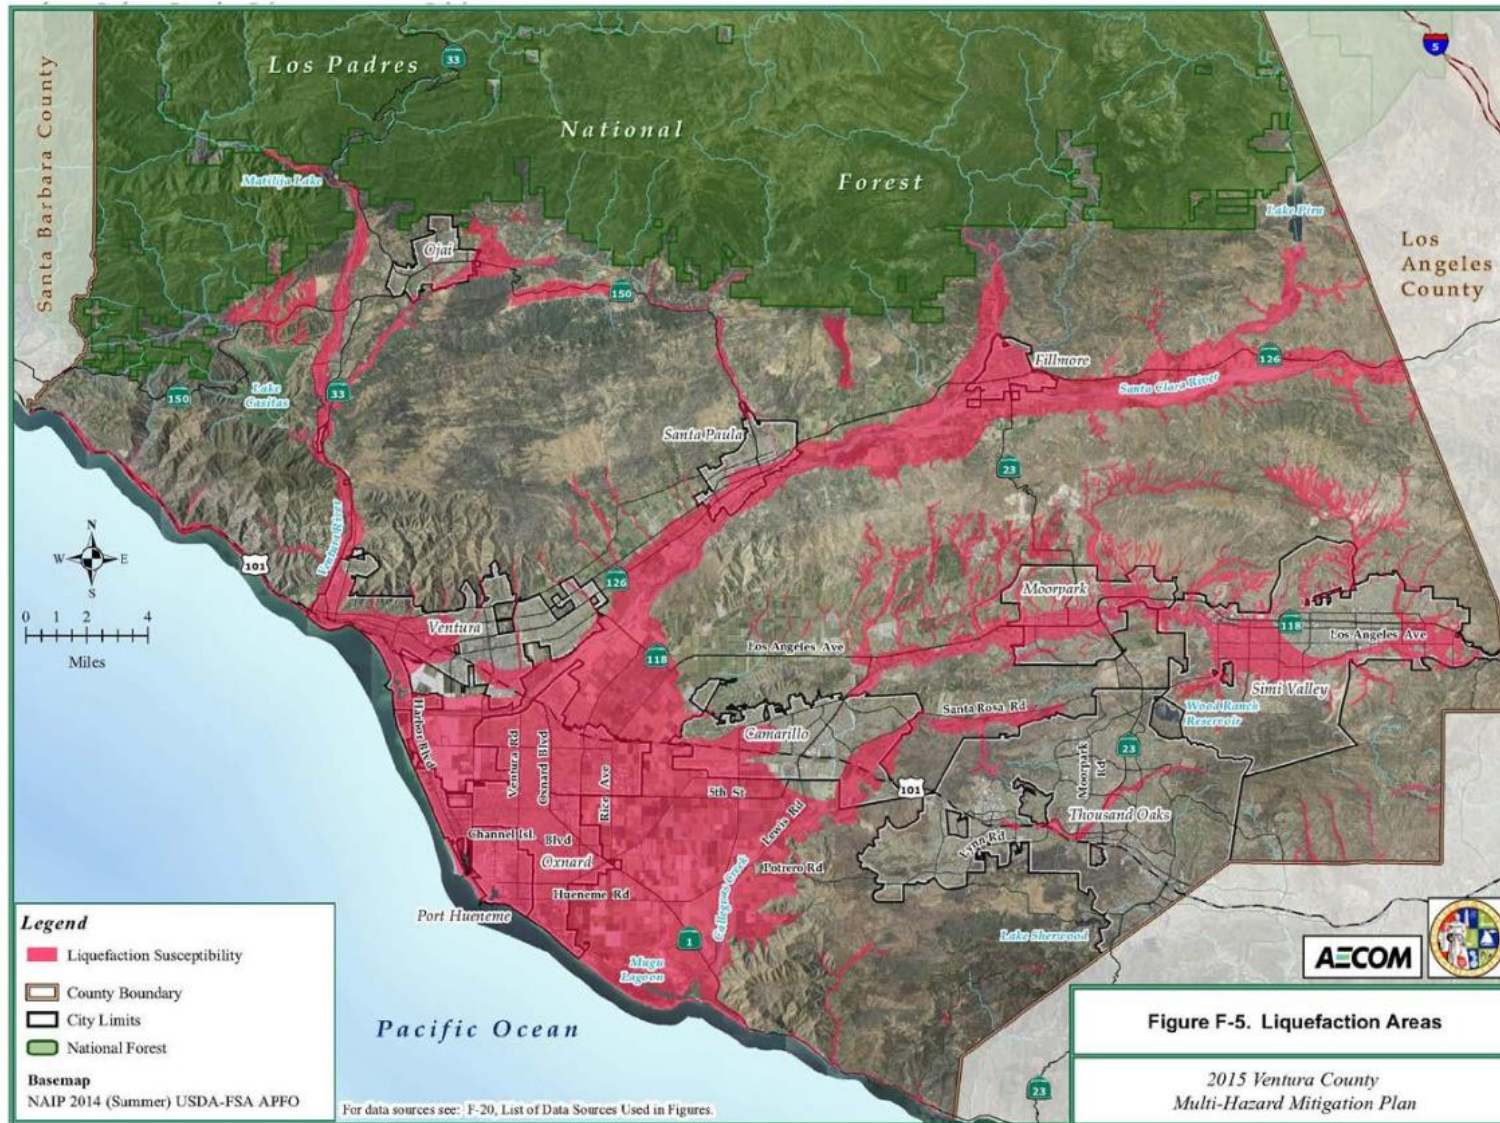 Los Padres
National
Forest
Santa Barbara County
Los
Angeles
County
33
5
Matilija Lake
Ojai
Lake Piru
150
Fillmore
126
Santa Clara River
Lake
Casitas
150
33
Santa Paula
23
Ventura River
N
W E
S
101
126
Moorpark
0 1 2 4
Miles
Ventura
118
Los Angeles Ave
118
Los Angeles Ave
Simi Valley
Santa Rosa Rd
Wood Ranch
Reservoir
Harbor Blvd
Ventura Rd
Oxnard Blvd
Rice Ave
Camarillo
23
Moorpark
Rd
5th St
101
Lewis Rd
Thousand Oaks
Lynn Rd
Channel Isl. Blvd
Oxnard
Potrero Rd
Hueneme Rd
Calleguas Creek
Port Hueneme
1
Lake Sherwood
Mugu
Lagoon
Pacific Ocean
23
Legend
Liquefaction Susceptibility
County Boundary
City Limits
National Forest
Basemap
NAIP 2014 (Summer) USDA-FSA APFO
For data sources see: F-20, List of Data Sources Used in Figures.
AECOM
Figure F-5. Liquefaction Areas
2015 Ventura County
Multi-Hazard Mitigation Plan